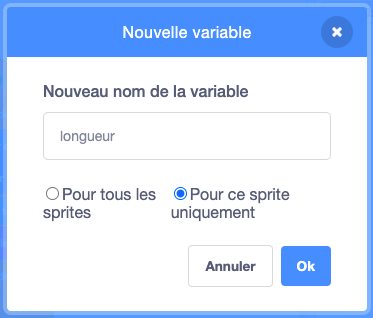 Nouvelle variable
Nouveau nom de la variable
longueur
Pour tous les
sprites
Pour ce sprite
uniquement
Annuler
Ok